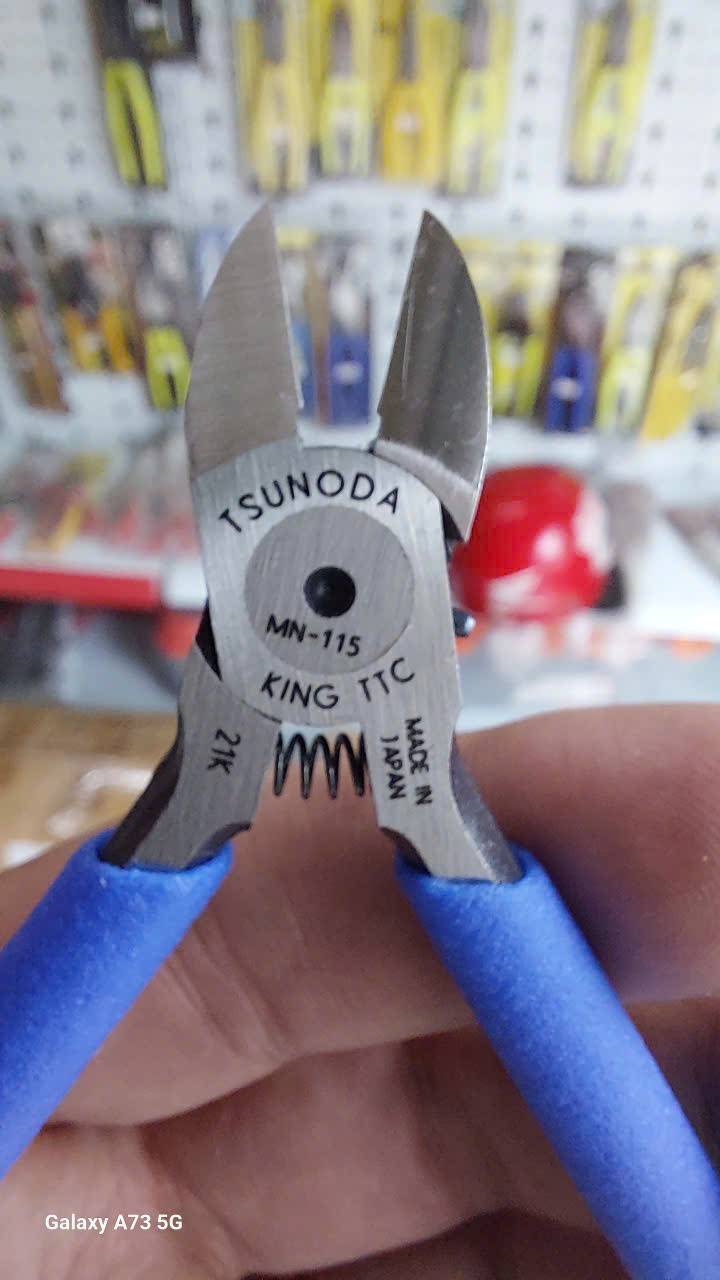 TSUNODA
MN-115
KING TTC
21K
MADE IN
JAPAN
Galaxy A73 5G